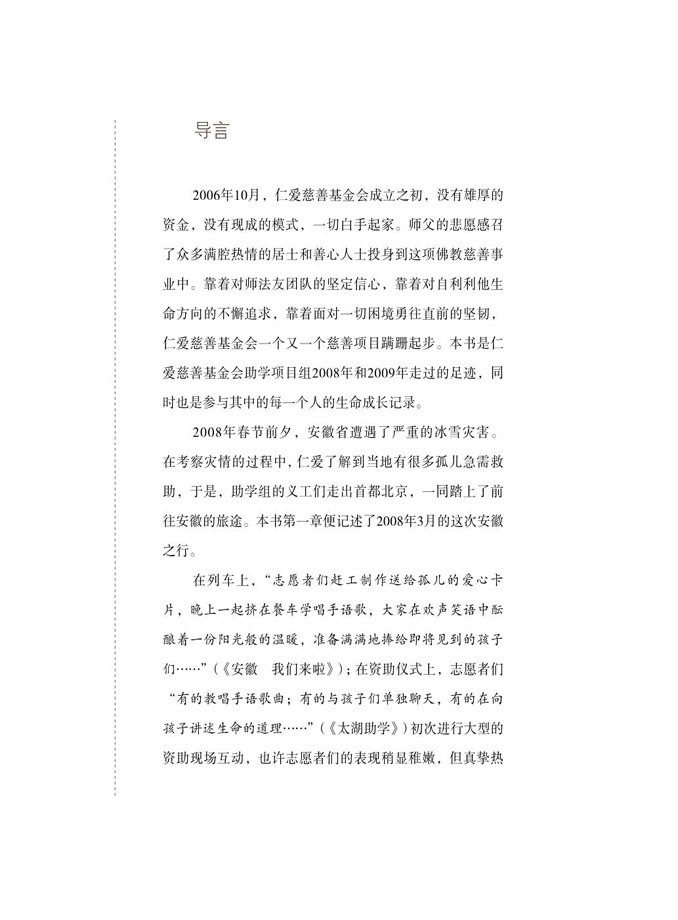 导言
2006年10月，仁爱慈善基金会成立之初，没有雄厚的
资金，没有现成的模式，一切白手起家。师父的悲愿感召
了众多满腔热情的居士和善心人士投身到这项佛教慈善事
业中。靠着对师法友团队的坚定信心，靠着对自利利他生
命方向的不懈追求，靠着面对一切困境勇往直前的坚韧，
仁爱慈善基金会一个又一个慈善项目蹒跚起步。本书是仁
爱慈善基金会助学项目组2008年和2009年走过的足迹，同
时也是参与其中的每一个人的生命成长记录。
2008年春节前夕，安徽省遭遇了严重的冰雪灾害。
在考察灾情的过程中，仁爱了解到当地有很多孤儿急需救
助，于是，助学组的义工们走出首都北京，一同踏上了前
往安徽的旅途。本书第一章便记述了2008年3月的这次安徽
之行。
在列车上，“志愿者们赶工制作送给孤儿的爱心卡
片，晚上一起挤在餐车学唱手语歌，大家在欢声笑语中酝
酿着一份阳光般的温暖，准备满满地捧给即将见到的孩子
们……”（《安徽　我们来啦》）；在资助仪式上，志愿者们
“有的教唱手语歌曲；有的与孩子们单独聊天，有的在向
孩子讲述生命的道理……”（《太湖助学》）初次进行大型的
资助现场互动，也许志愿者们的表现稍显稚嫩，但真挚热